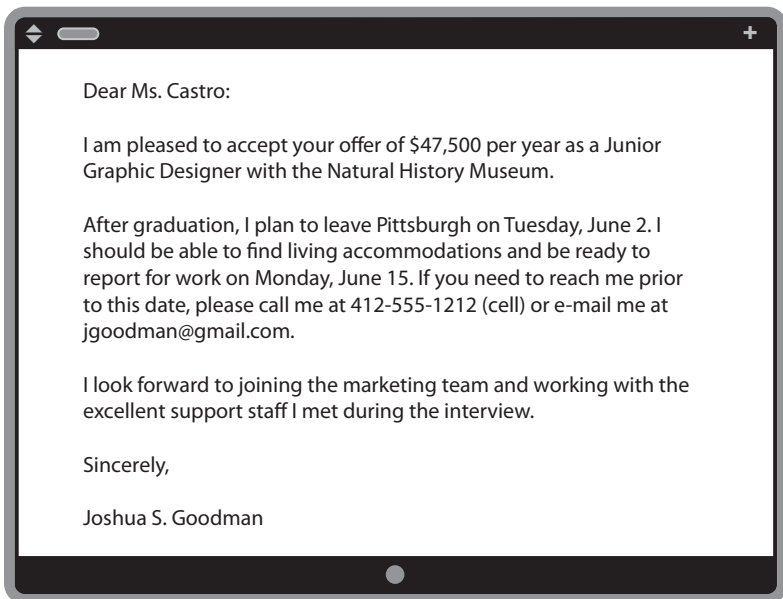 Dear Ms. Castro:
I am pleased to accept your offer of $47,500 per year as a Junior
Graphic Designer with the Natural History Museum.
After graduation, I plan to leave Pittsburgh on Tuesday, June 2. I
should be able to find living accommodations and be ready to
report for work on Monday, June 15. If you need to reach me prior
to this date, please call me at 412-555-1212 (cell) or e-mail me at
jgoodman@gmail.com.
I look forward to joining the marketing team and working with the
excellent support staff I met during the interview.
Sincerely,
Joshua S. Goodman